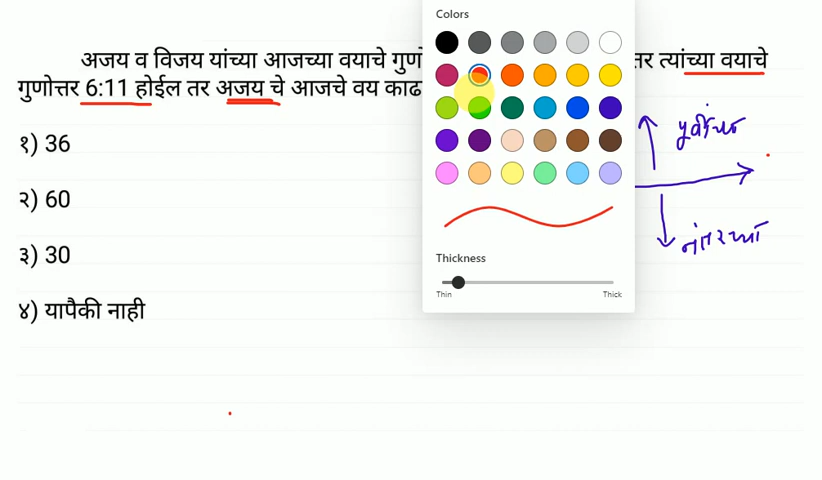 Colors
अजय व विजय यांच्या आजच्या वयाचे गुणो
तर त्यांच्या वयाचे
गुणोत्तर 6:11 होईल तर अजय चे आजचे वय काढ
१) 36
२) 60
३) 30
४) यापैकी नाही
Thickness
Thin Thick